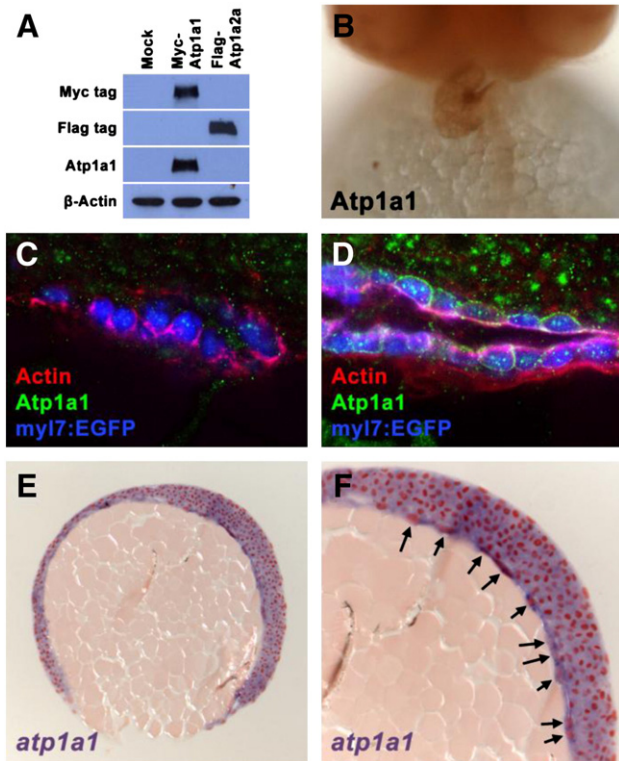 A
Mock
Myc-
Atp1a1
Flag-
Atp1a2a
Myc tag
Flag tag
Atp1a1
β-Actin
B
Atp1a1
C
Actin
Atp1a1
myl7:EGFP
D
Actin
Atp1a1
myl7:EGFP
E
atp1a1
F
atp1a1